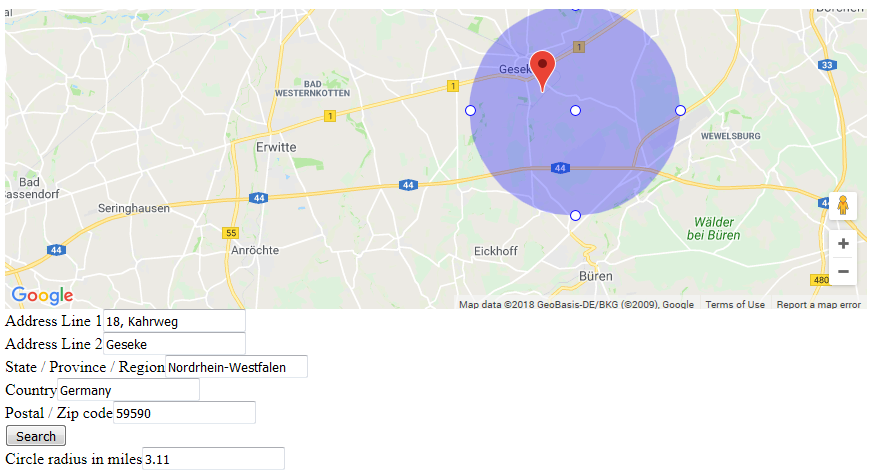 al
Dörenhen
1
Geseke
33
BAD
WESTERNKOTTEN
1
1
WEWELSBURG
Erwitte
44
Bad
Sassendorf
44
44
44
Seringhausen
Wälder
bei Büren
55
Anröchte
44
Eickhoff
Büren
480
Google
Map data ©2018 GeoBasis-DE/BKG (©2009), Google Terms of Use Report a map error
Address Line 1 18, Kahrweg
Address Line 2 Geseke
State / Province / Region Nordrhein-Westfalen
Country Germany
Postal / Zip code 59590
Search
Circle radius in miles 3.11